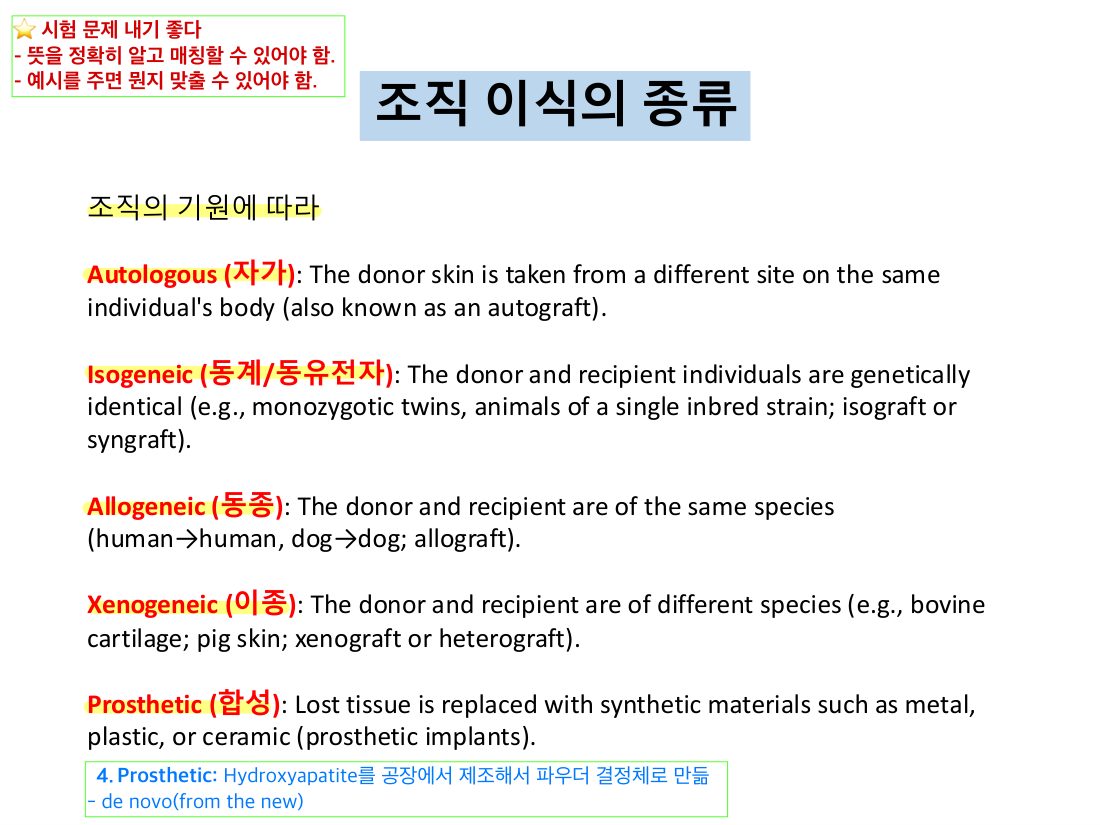 ⭐ 시험 문제 내기 좋다
- 뜻을 정확히 알고 매칭할 수 있어야 함.
- 예시를 주면 뭔지 맞출 수 있어야 함.
조직 이식의 종류
조직의 기원에 따라
Autologous (자가): The donor skin is taken from a different site on the same
individual's body (also known as an autograft).
Isogeneic (동계/동유전자): The donor and recipient individuals are genetically
identical (e.g., monozygotic twins, animals of a single inbred strain; isograft or
syngraft).
Allogeneic (동종): The donor and recipient are of the same species
(human→human, dog→dog; allograft).
Xenogeneic (이종): The donor and recipient are of different species (e.g., bovine
cartilage; pig skin; xenograft or heterograft).
Prosthetic (합성): Lost tissue is replaced with synthetic materials such as metal,
plastic, or ceramic (prosthetic implants).
4. Prosthetic: Hydroxyapatite를 공장에서 제조해서 파우더 결정체로 만듦
- de novo(from the new)